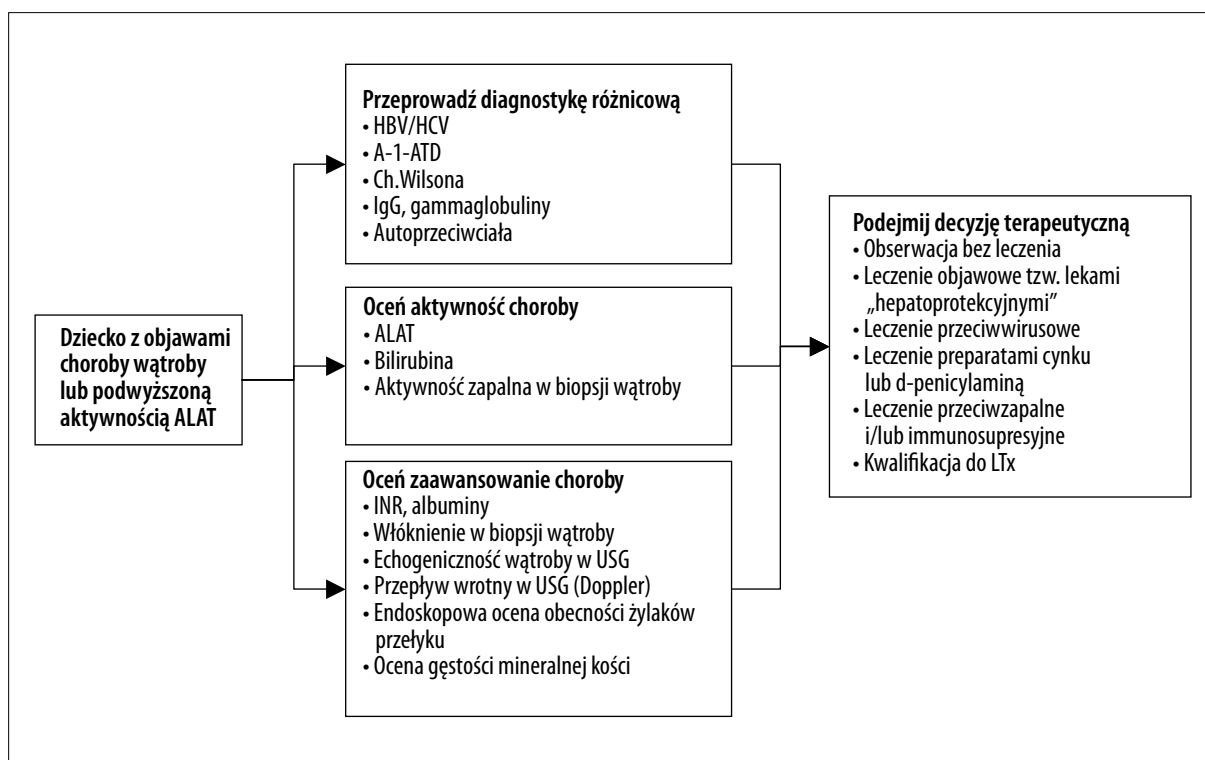 Dziecko z objawami
choroby wątroby
lub podwyższoną
aktywnością ALAT
Przeprowadź diagnostykę różnicową
• HBV/HCV
• A-1-ATD
• Ch.Wilsona
• IgG, gammaglobuliny
• Autoprzeciwciała
Oceń aktywność choroby
• ALAT
• Bilirubina
• Aktywność zapalna w biopsji wątroby
Oceń zaawansowanie choroby
• INR, albuminy
• Włóknienie w biopsji wątroby
• Echogeniczność wątroby w USG
• Przepływ wrotny w USG (Doppler)
• Endoskopowa ocena obecności żylaków
przełyku
• Ocena gęstości mineralnej kości
Podejmij decyzję terapeutyczną
• Obserwacja bez leczenia
• Leczenie objawowe tzw. lekami
„hepatoprotekcyjnymi”
• Leczenie przeciwwirusowe
• Leczenie preparatami cynku
lub d-penicylaminą
• Leczenie przeciwzapalne
i/lub immunosupresyjne
• Kwalifikacja do LTx